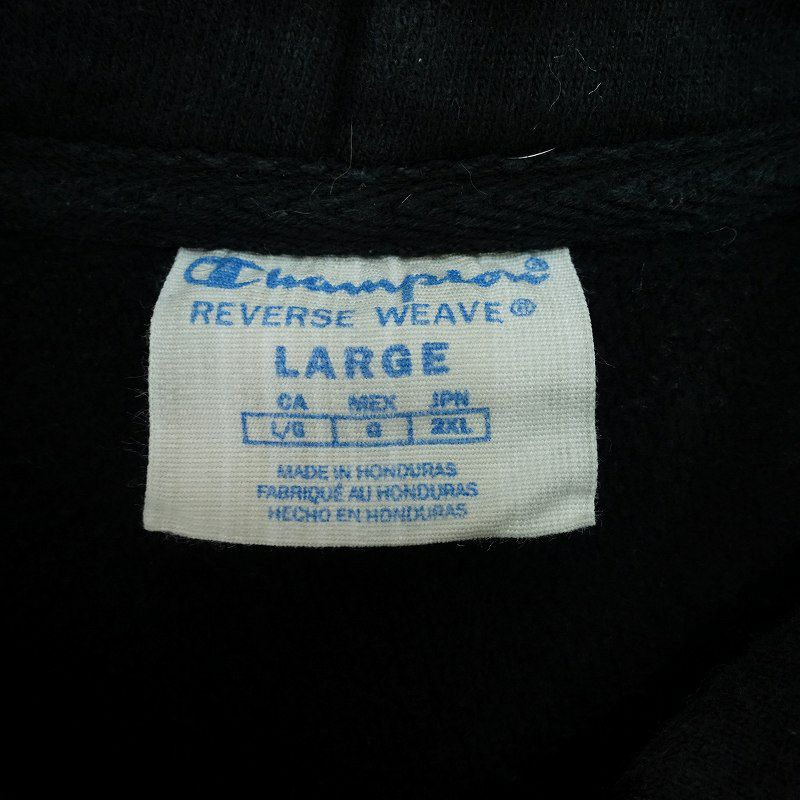 Champion®
REVERSE WEAVE®
LARGE
CA MEX JPN
L/G G 2XL
MADE IN HONDURAS
FABRIQUÉ AU HONDURAS
HECHO EN HONDURAS